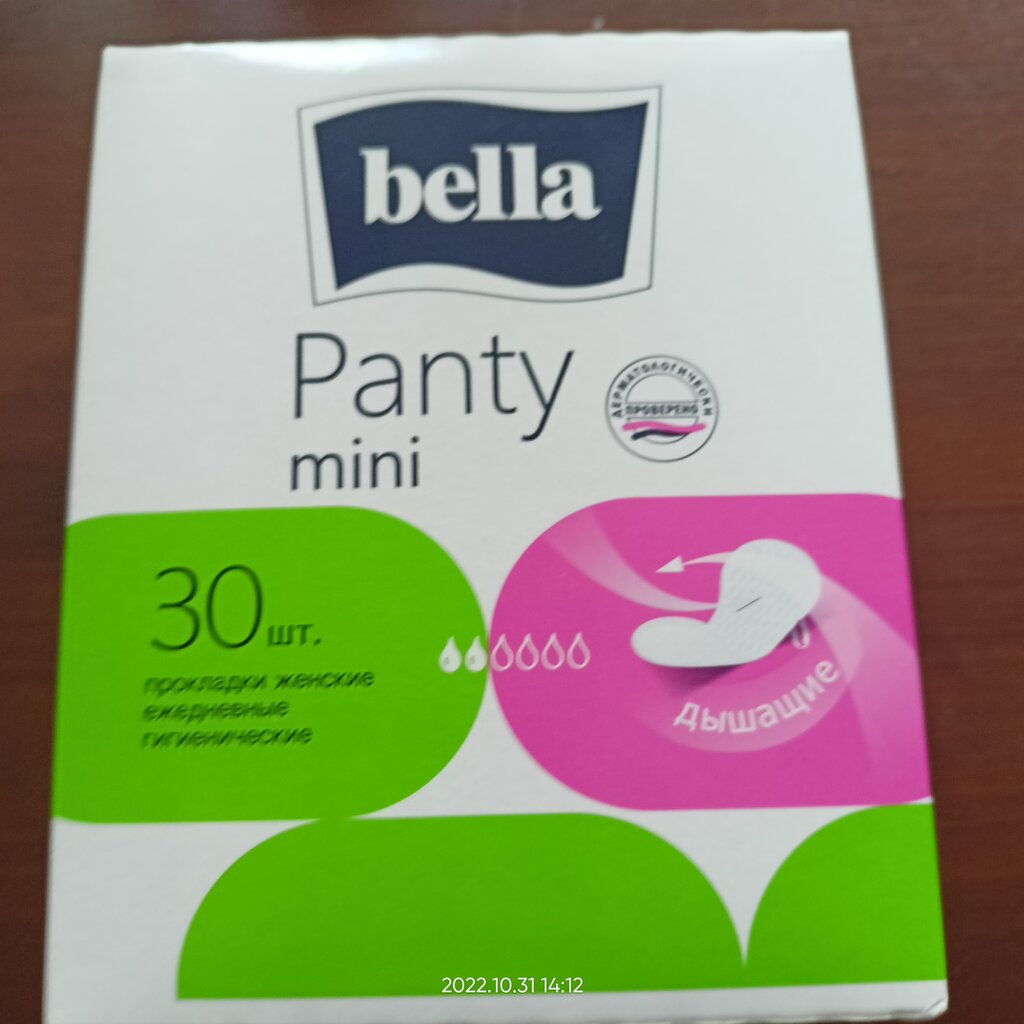 bella
Panty
mini
ДЕРМАТОЛОГИЧЕСКИ
ПРОВЕРЕНО
30 шт.
прокладки женские
ежедневные
гигиенические
дышащие
2022.10.31 14:12